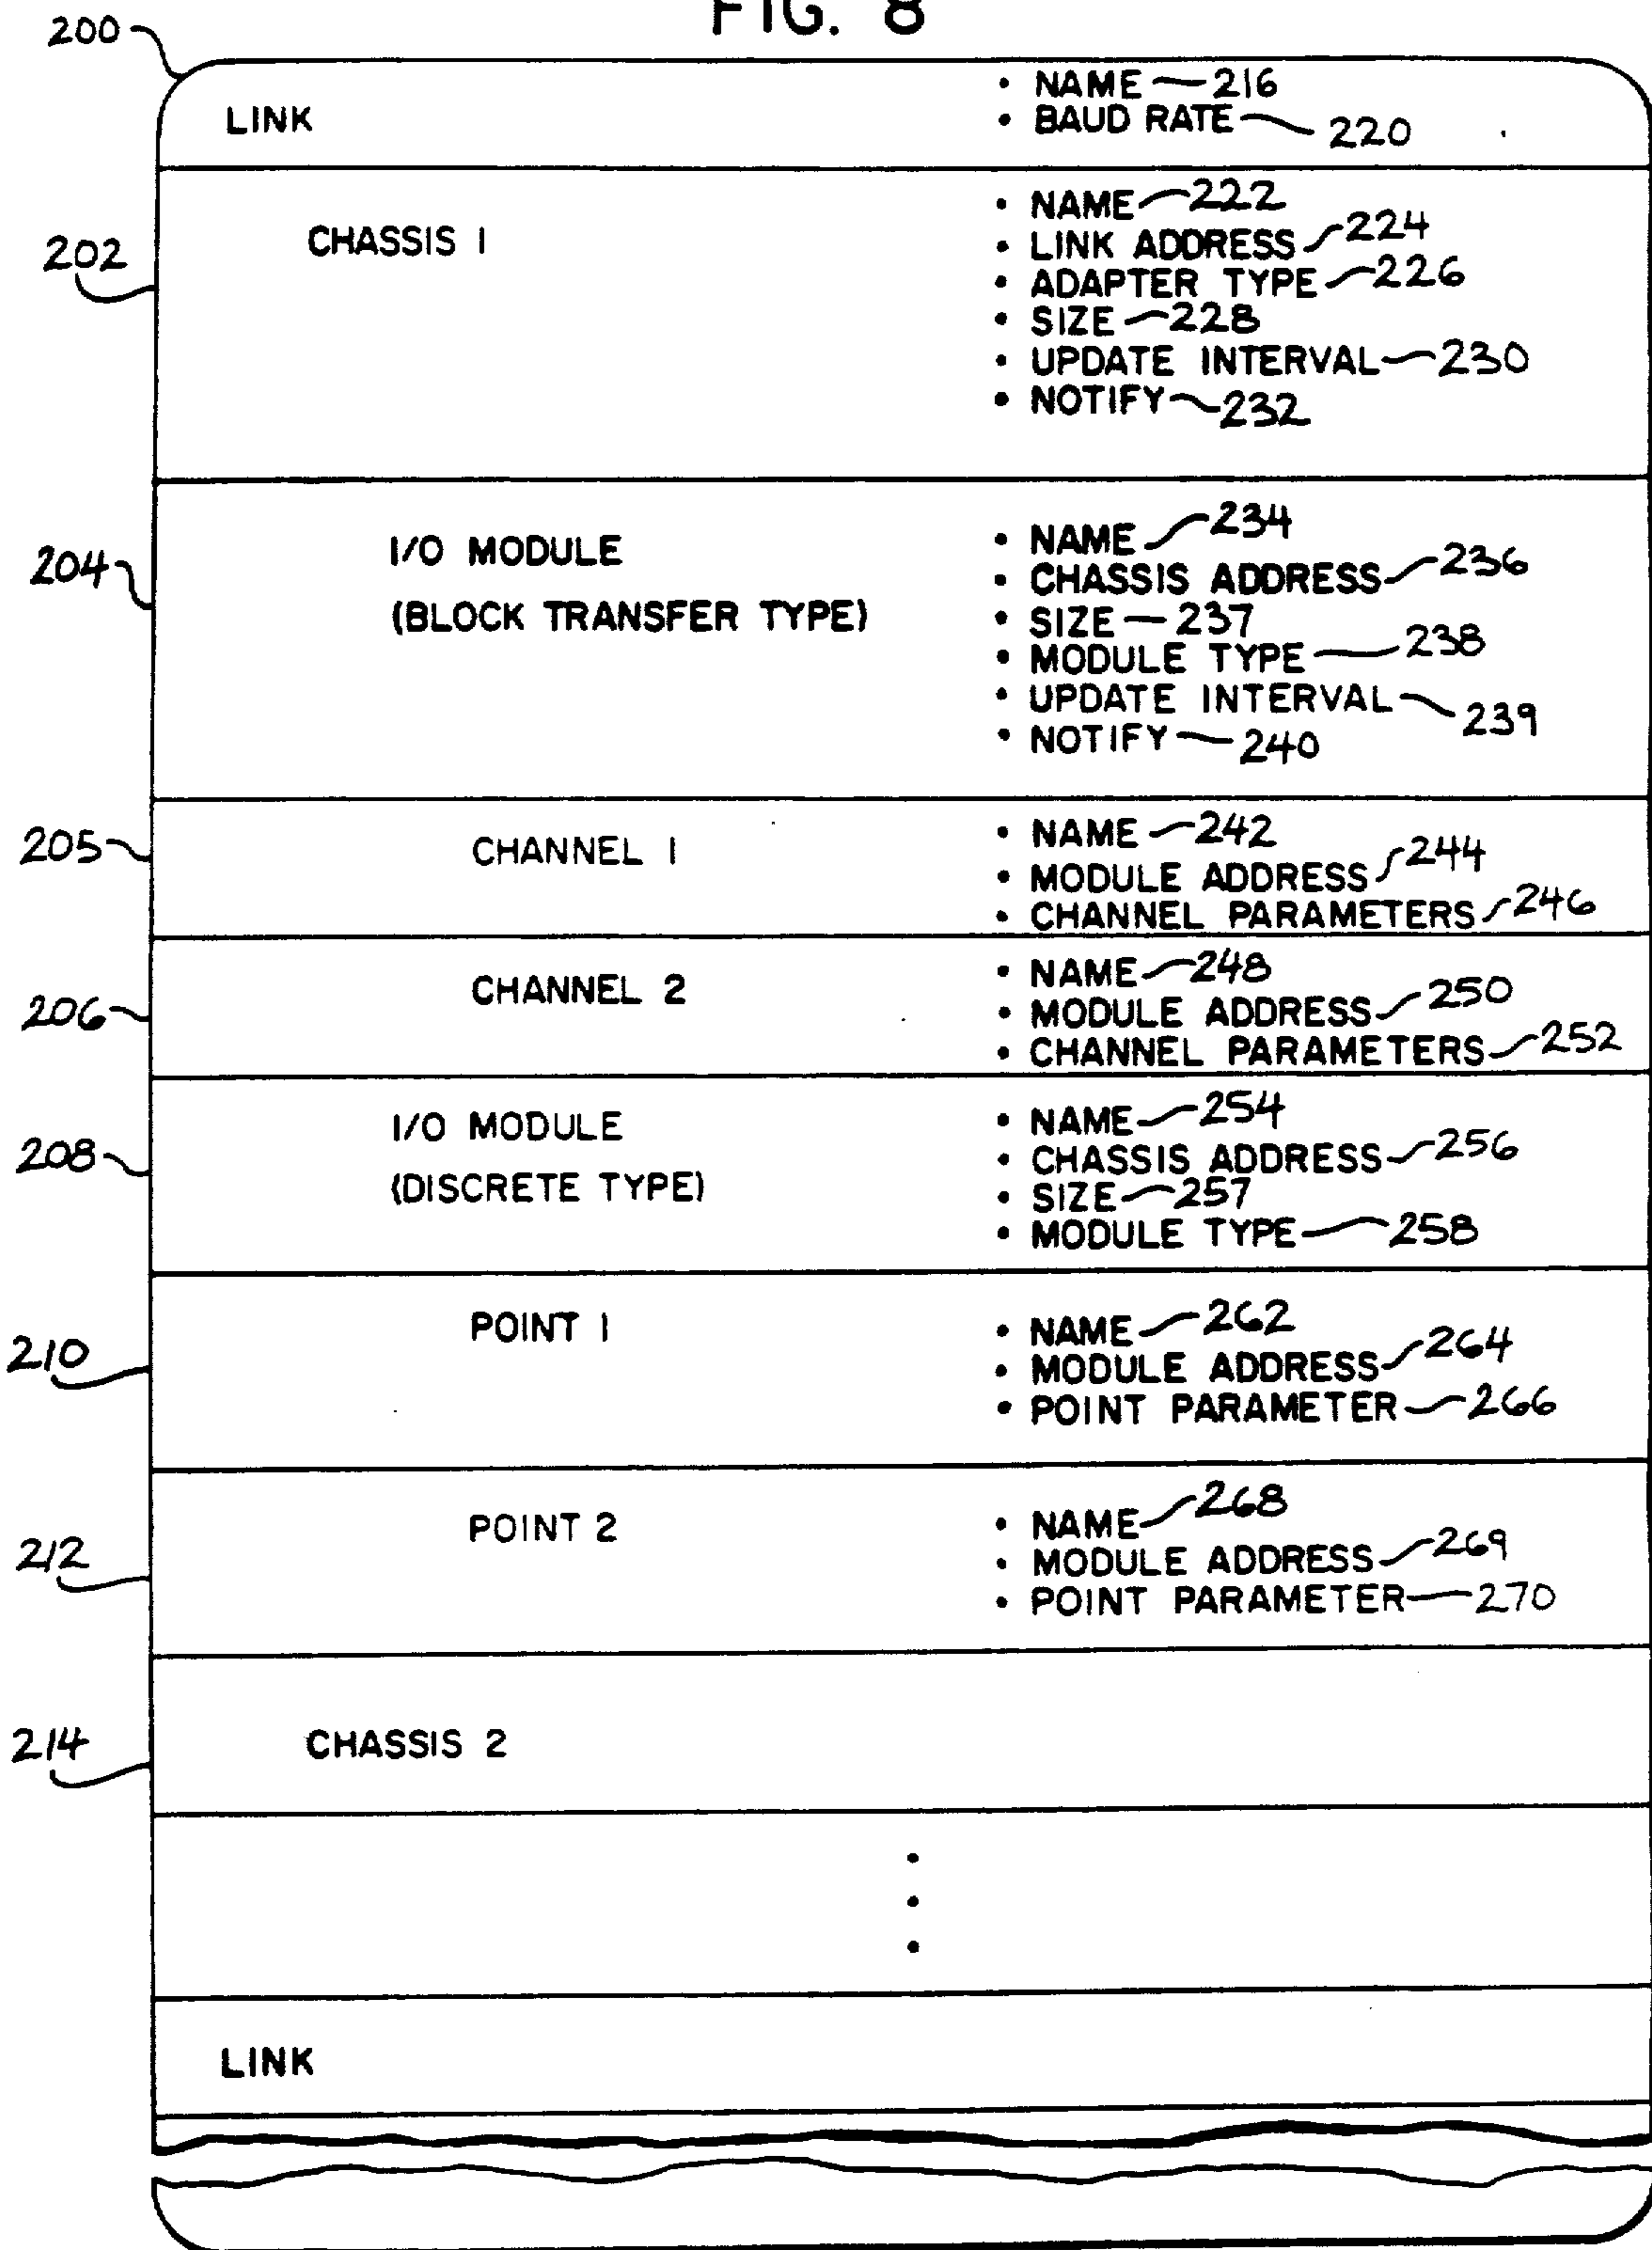 FIG. 8
200
LINK
• NAME 216
• BAUD RATE 220
202
CHASSIS 1
• NAME 222
• LINK ADDRESS 224
• ADAPTER TYPE 226
• SIZE 228
• UPDATE INTERVAL 230
• NOTIFY 232
204
I/O MODULE
(BLOCK TRANSFER TYPE)
• NAME 234
• CHASSIS ADDRESS 236
• SIZE 237
• MODULE TYPE 238
• UPDATE INTERVAL 239
• NOTIFY 240
205
CHANNEL 1
• NAME 242
• MODULE ADDRESS 244
• CHANNEL PARAMETERS 246
206
CHANNEL 2
• NAME 248
• MODULE ADDRESS 250
• CHANNEL PARAMETERS 252
208
I/O MODULE
(DISCRETE TYPE)
• NAME 254
• CHASSIS ADDRESS 256
• SIZE 257
• MODULE TYPE 258
210
POINT 1
• NAME 262
• MODULE ADDRESS 264
• POINT PARAMETER 266
212
POINT 2
• NAME 268
• MODULE ADDRESS 269
• POINT PARAMETER 270
214
CHASSIS 2
LINK